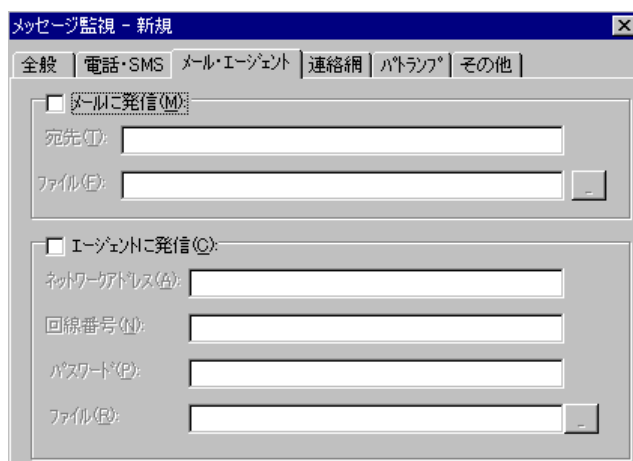 メッセージ監視 - 新規
全般 電話・SMS メール・エージェント 連絡網 パトランプ その他
メールに発信(M):
宛先(T):
ファイル(F):
エージェントに発信(C):
ネットワークアドレス(A):
回線番号(N):
パスワード(P):
ファイル(R):